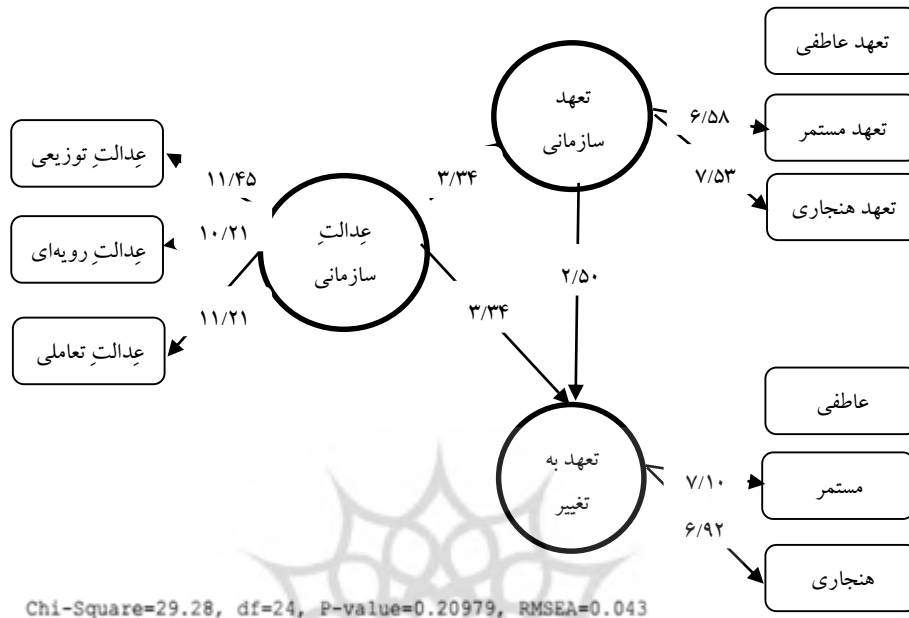 تعهد عاطفی
تعهد
سازمانی
۶/۵۸
تعهد مستمر
عِدالتِ توزیعی
۱۱/۴۵
۳/۳۴
۷/۵۳
تعهد هنجاری
عِدالتِ رویه‌ای
۱۰/۲۱
عِدالتِ
سازمانی
۲/۵۰
عِدالتِ تعاملی
۱۱/۲۱
۳/۳۴
عاطفی
تعهد به
تغییر
۷/۱۰
مستمر
۶/۹۲
هنجاری
Chi-Square=29.28, df=24, P-value=0.20979, RMSEA=0.043